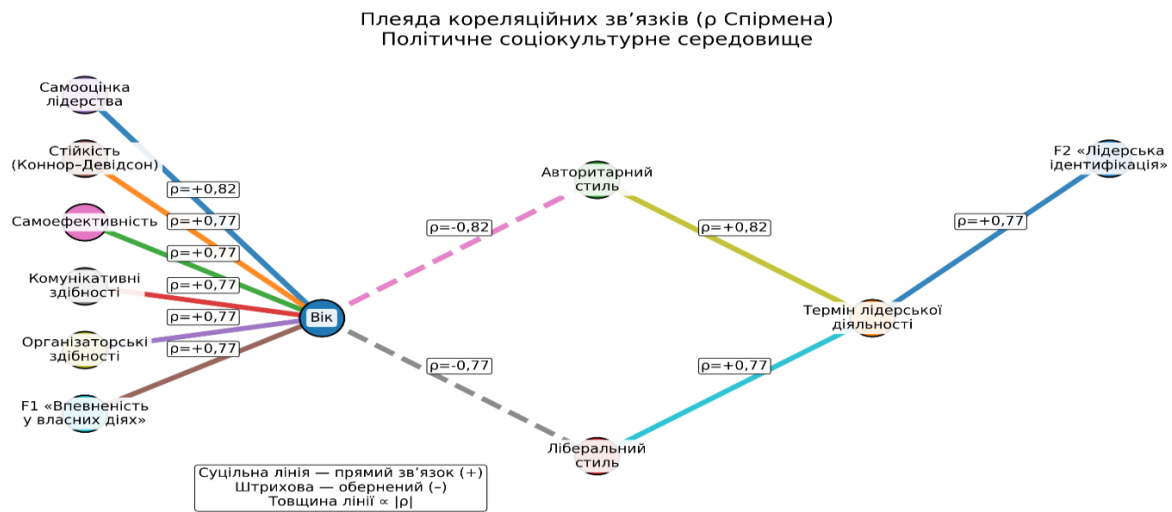 Плеяда кореляційних зв’язків (ρ Спірмена)
Політичне соціокультурне середовище
Самооцінка
лідерства
Стійкість
(Коннор–Девідсон)
Самоефективність
Комунікативні
здібності
Організаторські
здібності
F1 «Впевненість
у власних діях»
ρ=+0,82
ρ=+0,77
ρ=+0,77
ρ=+0,77
ρ=+0,77
ρ=+0,77
Вік
ρ=-0,82
ρ=-0,77
Авторитарний
стиль
Ліберальний
стиль
ρ=+0,82
ρ=+0,77
Термін лідерської
діяльності
ρ=+0,77
F2 «Лідерська
ідентифікація»
Суцільна лінія — прямий зв’язок (+)
Штрихова — обернений (–)
Товщина лінії ∝ |ρ|